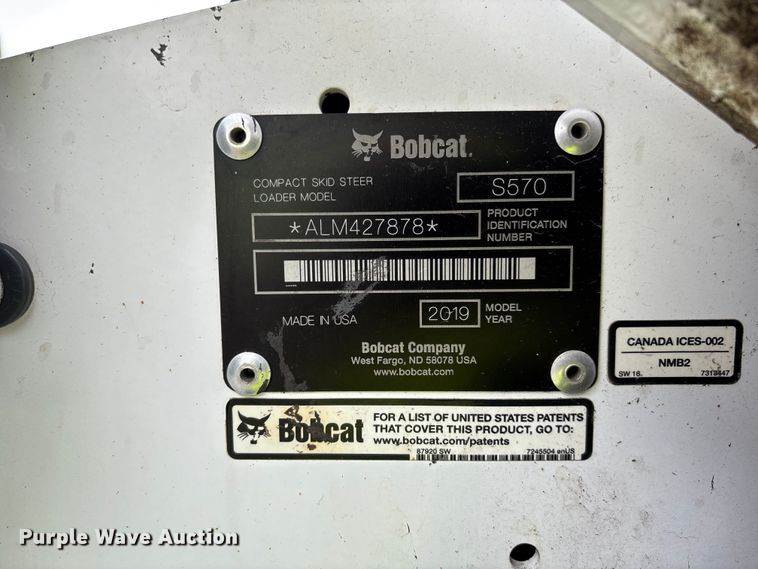 Bobcat.
COMPACT SKID STEER
LOADER MODEL
S570
*ALM427878*
PRODUCT
IDENTIFICATION
NUMBER
MADE IN USA
2019
MODEL
YEAR
Bobcat Company
West Fargo, ND 58078 USA
www.bobcat.com
CANADA ICES-002
NMB2
SW 16.
7318447
Bobcat
FOR A LIST OF UNITED STATES PATENTS
THAT COVER THIS PRODUCT, GO TO:
www.bobcat.com/patents
87920 SW
7245504 enUS
Purple Wave Auction